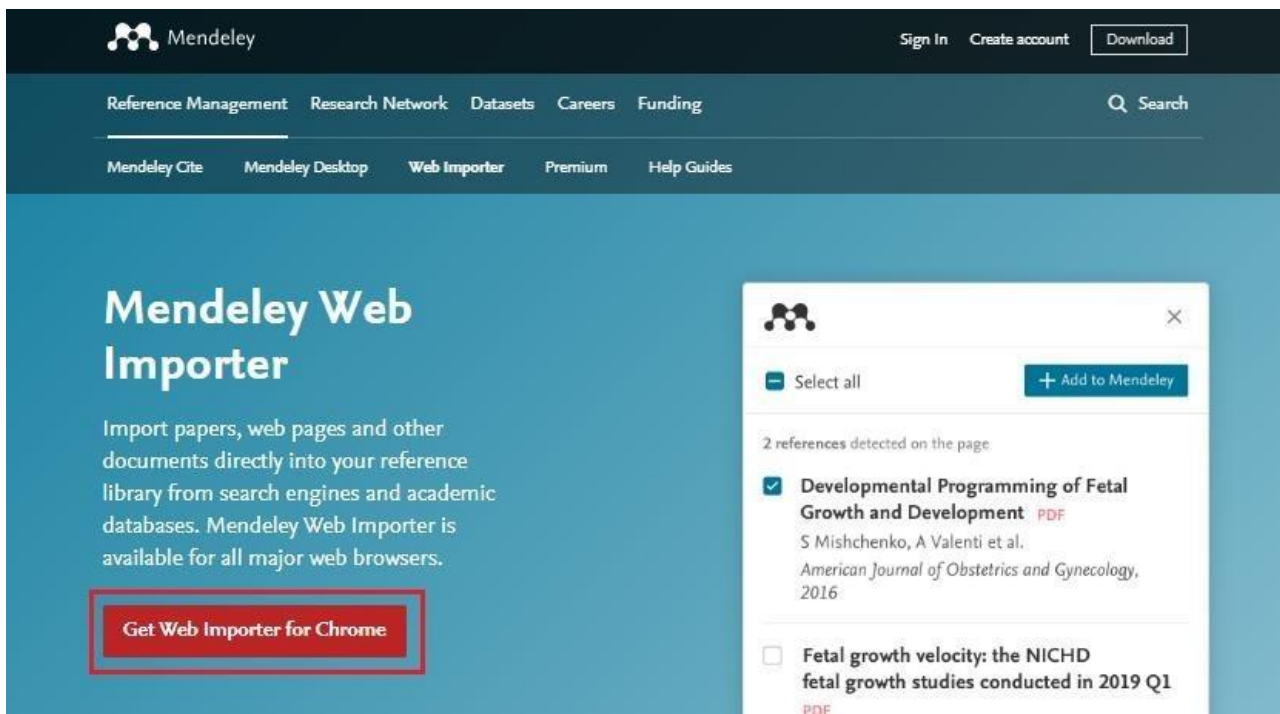 Mendeley
Sign In Create account Download
Reference Management Research Network Datasets Careers Funding
Search
Mendeley Cite Mendeley Desktop Web Importer Premium Help Guides
Mendeley Web
Importer
Import papers, web pages and other
documents directly into your reference
library from search engines and academic
databases. Mendeley Web Importer is
available for all major web browsers.
Get Web Importer for Chrome
Select all
+ Add to Mendeley
2 references detected on the page
Developmental Programming of Fetal
Growth and Development PDF
S Mishchenko, A Valenti et al.
American Journal of Obstetrics and Gynecology,
2016
Fetal growth velocity: the NICHD
fetal growth studies conducted in 2019 Q1
PDF